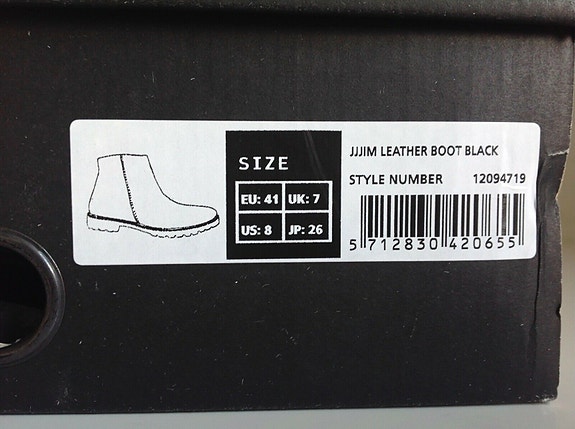 SIZE
EU: 41 UK: 7
US: 8 JP: 26
JJJIM LEATHER BOOT BLACK
STYLE NUMBER 12094719
5 712830 420655